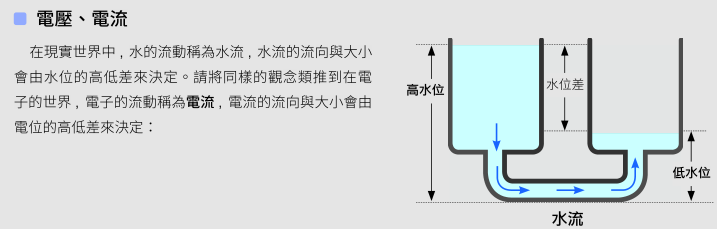 電壓、電流
在現實世界中，水的流動稱為水流，水流的流向與大小
會由水位的高低差來決定。請將同樣的觀念類推到在電
子的世界，電子的流動稱為電流，電流的流向與大小會由
電位的高低差來決定：
高水位
水位差
低水位
水流